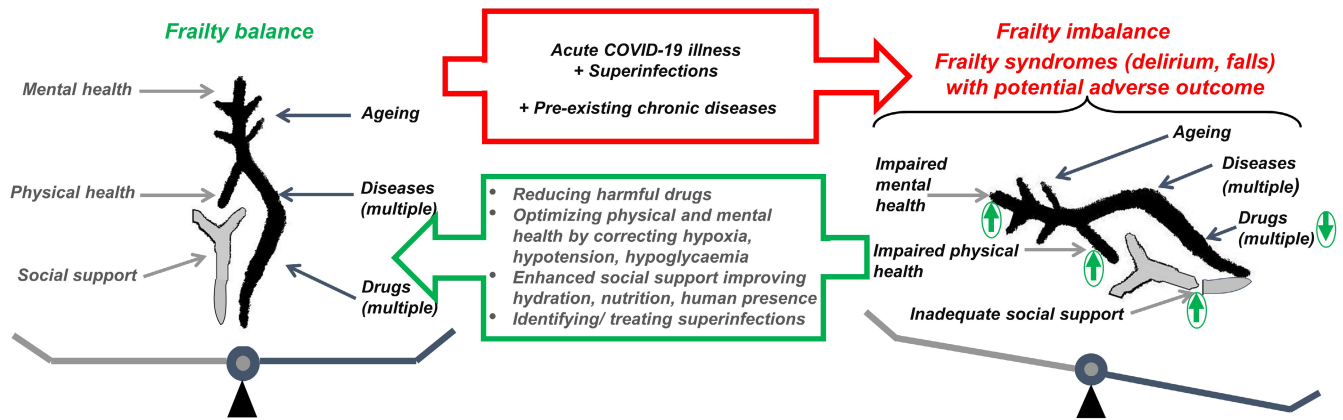 Frailty balance
Mental health
Ageing
Physical health
Diseases
(multiple)
Social support
Drugs
(multiple)
Acute COVID-19 illness
+ Superinfections
+ Pre-existing chronic diseases
• Reducing harmful drugs
• Optimizing physical and mental
health by correcting hypoxia,
hypotension, hypoglycaemia
• Enhanced social support improving
hydration, nutrition, human presence
• Identifying/ treating superinfections
Frailty imbalance
Frailty syndromes (delirium, falls)
with potential adverse outcome
Ageing
Impaired
mental
health
Diseases
(multiple)
Drugs
(multiple)
Impaired physical
health
Inadequate social support